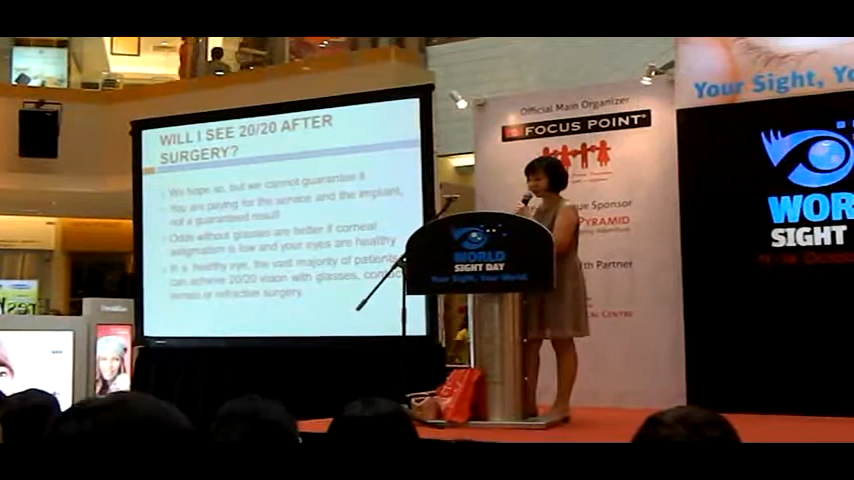 WILL I SEE 20/20 AFTER
SURGERY?
We hope so, but we cannot guarantee it
You are paying for the service and the implant,
not a guaranteed result
Odds without glasses are better if corneal
astigmatism is low and your eyes are healthy
In a healthy eye, the vast majority of patients
can achieve 20/20 vision with glasses, contact
lenses or refractive surgery.
Official Main Organizer
FOCUS POINT
Sponsor
PYRAMID
Partner
WORLD
SIGHT DAY
Your Sight, Your World.
Your Sight, Y
WOR
SIGHT